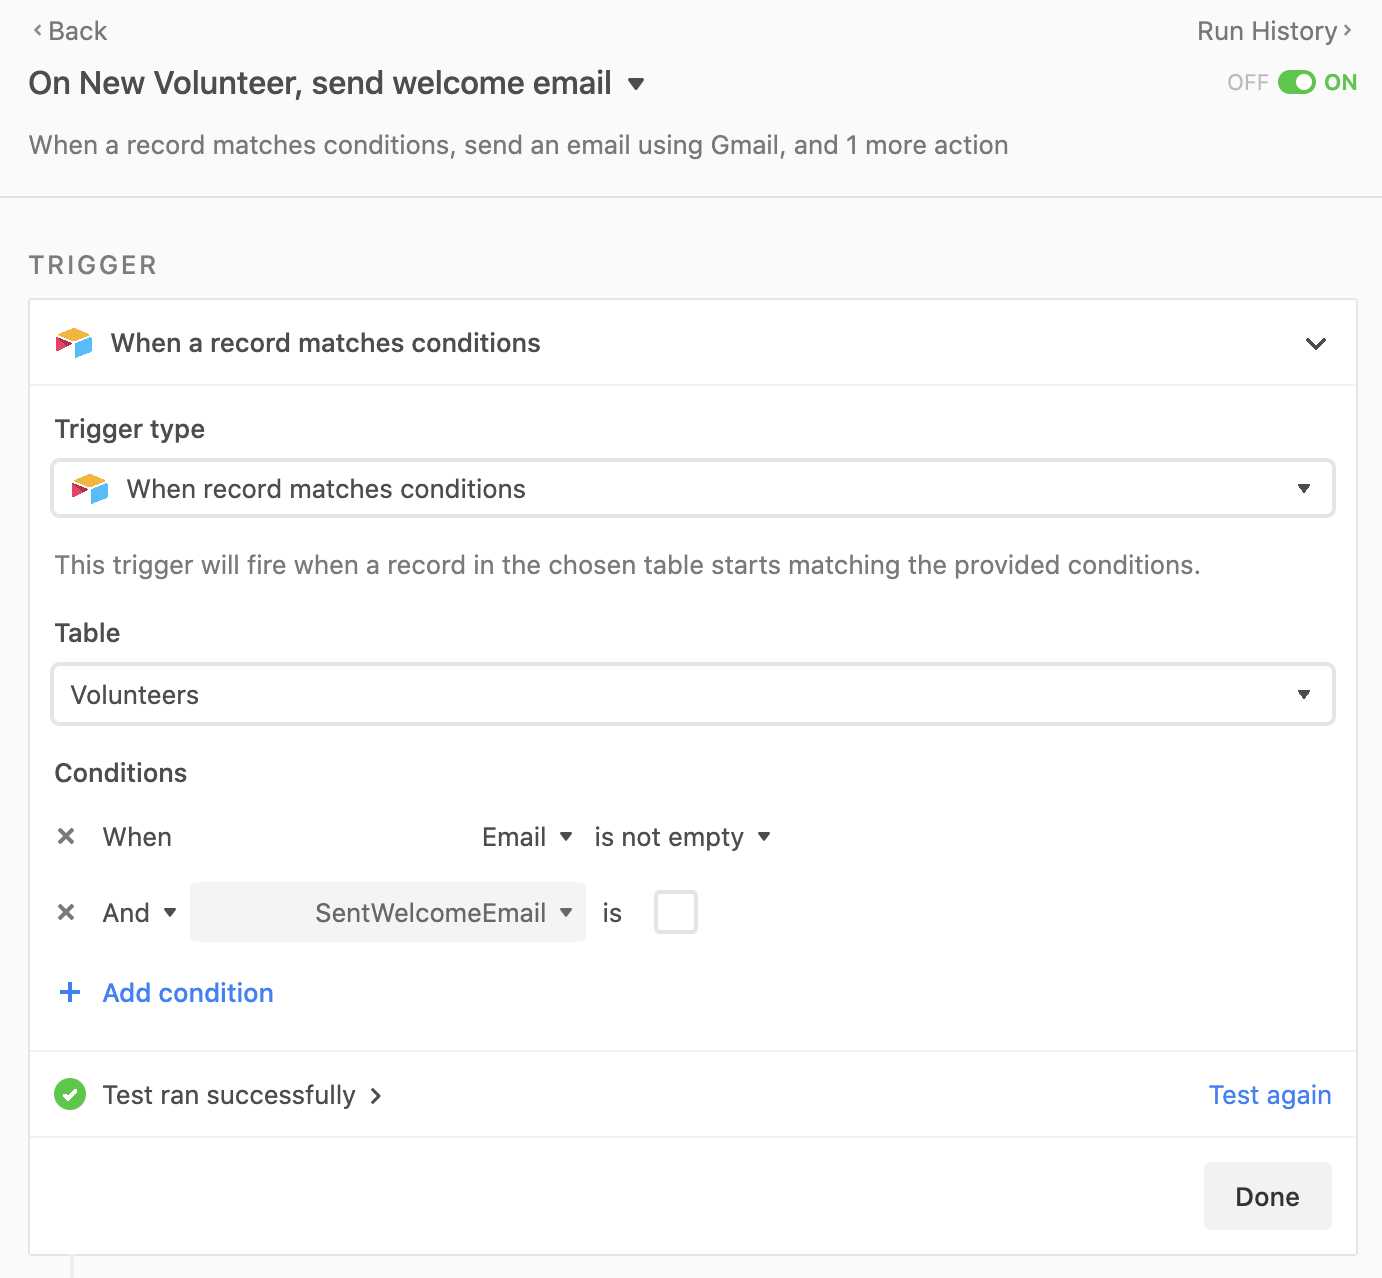 Back
Run History
On New Volunteer, send welcome email
OFF ON
When a record matches conditions, send an email using Gmail, and 1 more action
TRIGGER
When a record matches conditions
Trigger type
When record matches conditions
This trigger will fire when a record in the chosen table starts matching the provided conditions.
Table
Volunteers
Conditions
When Email is not empty
And SentWelcomeEmail is
+ Add condition
Test ran successfully
Test again
Done